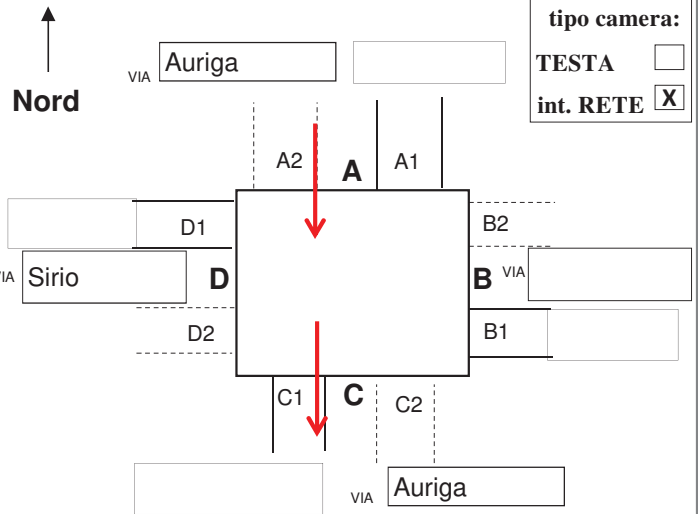 tipo camera:
TESTA
int. RETE X
Nord
VIA Auriga
A2 A A1
D1 B2
VIA Sirio D B VIA
D2 B1
C1 C C2
VIA Auriga